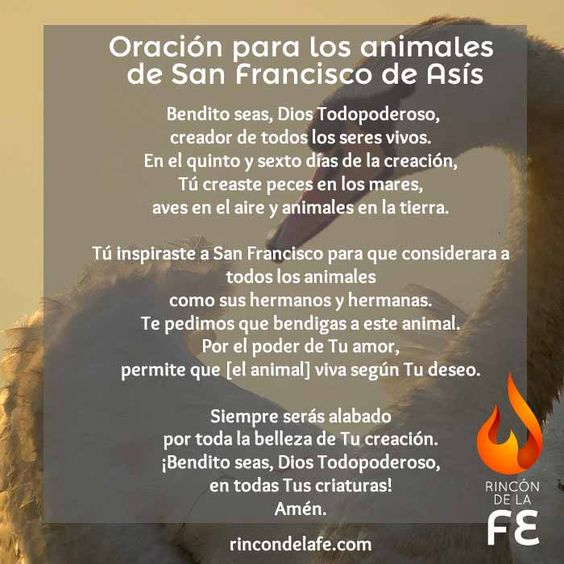 Oración para los animales
de San Francisco de Asís
Bendito seas, Dios Todopoderoso,
creador de todos los seres vivos.
En el quinto y sexto días de la creación,
Tú creaste peces en los mares,
aves en el aire y animales en la tierra.
Tú inspiraste a San Francisco para que considerara a
todos los animales
como sus hermanos y hermanas.
Te pedimos que bendigas a este animal.
Por el poder de Tu amor,
permite que [el animal] viva según Tu deseo.
Siempre serás alabado
por toda la belleza de Tu creación.
¡Bendito seas, Dios Todopoderoso,
en todas Tus criaturas!
Amén.
rincondelafe.com
RINCÓN
DE LA
FE